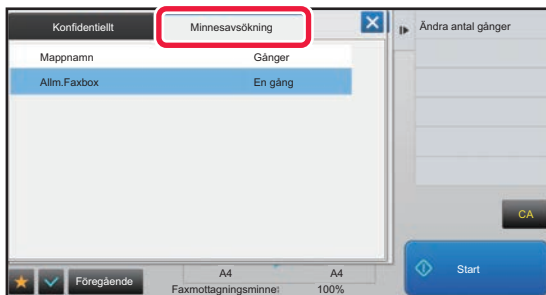 Konfidentiellt
Minnesavsökning
Ändra antal gånger
Mappnamn
Gånger
Allm.Faxbox
En gång
CA
Start
Föregående
A4
A4
Faxmottagningsminne:
100%